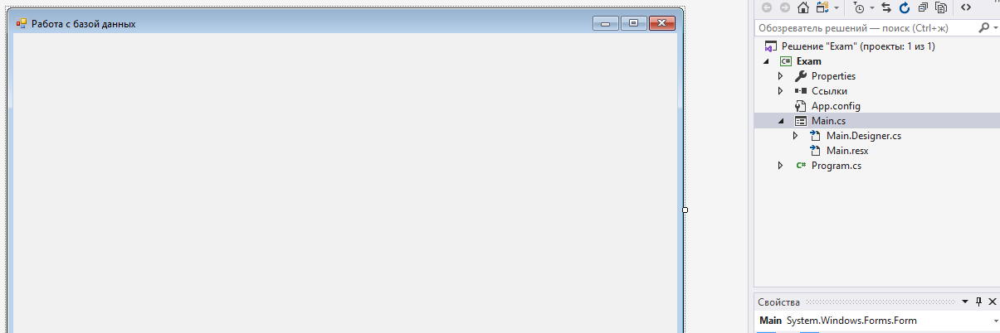 Работа с базой данных
Обозреватель решений — поиск (Ctrl+ж)
Решение "Exam" (проекты: 1 из 1)
C# Exam
Properties
Ссылки
App.config
Main.cs
Main.Designer.cs
Main.resx
C# Program.cs
Свойства
Main System.Windows.Forms.Form